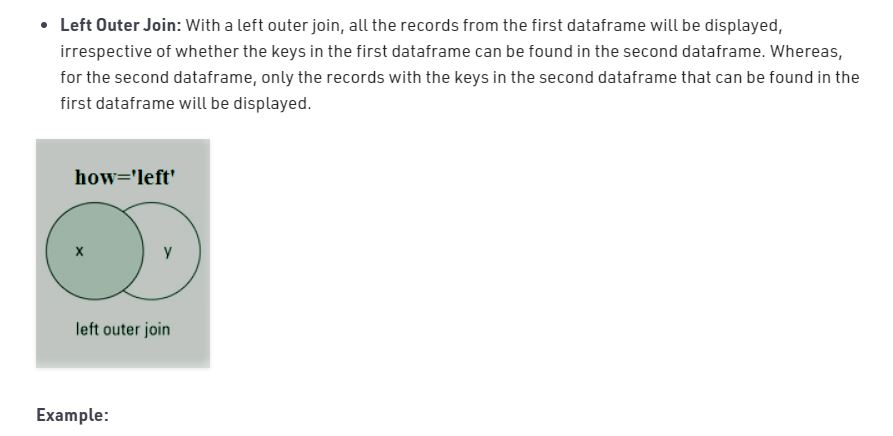 • Left Outer Join: With a left outer join, all the records from the first dataframe will be displayed,
irrespective of whether the keys in the first dataframe can be found in the second dataframe. Whereas,
for the second dataframe, only the records with the keys in the second dataframe that can be found in the
first dataframe will be displayed.
how='left'
x y
left outer join
Example: